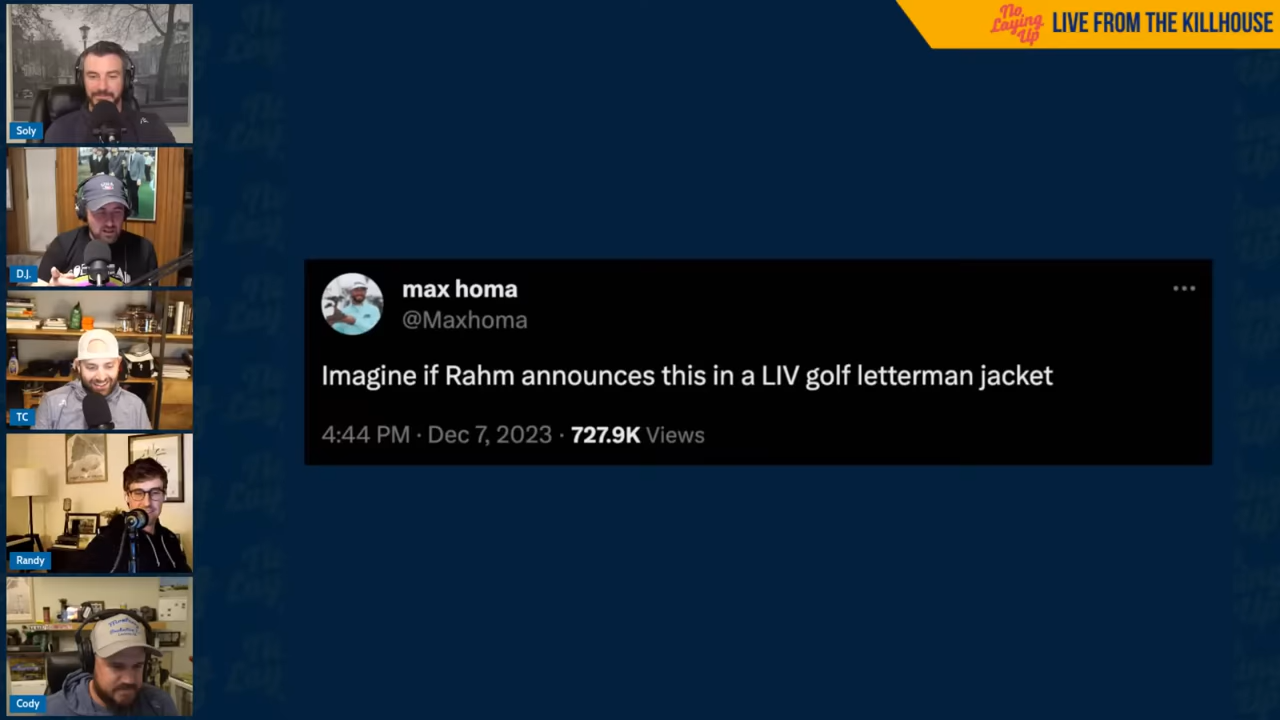 No Laying Up
LIVE FROM THE KILLHOUSE
Soly
D.J.
TC
Randy
Cody
max homa
@Maxhoma
Imagine if Rahm announces this in a LIV golf letterman jacket
4:44 PM · Dec 7, 2023 · 727.9K Views